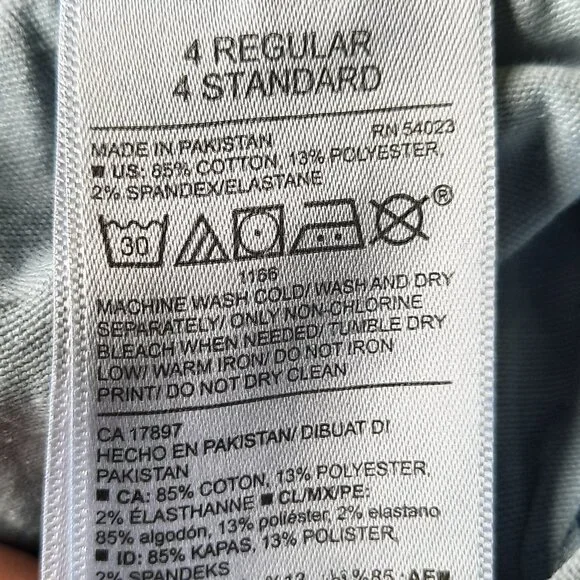 4 REGULAR
4 STANDARD
MADE IN PAKISTAN RN 54023
■ US: 85% COTTON, 13% POLYESTER,
2% SPANDEX/ELASTANE
30 ®
1166
MACHINE WASH COLD/ WASH AND DRY
SEPARATELY/ ONLY NON-CHLORINE
BLEACH WHEN NEEDED/ TUMBLE DRY
LOW/ WARM IRON/ DO NOT IRON
PRINT/ DO NOT DRY CLEAN
CA 17897
HECHO EN PAKISTAN/ DIBUAT DI
PAKISTAN
■ CA: 85% COTON, 13% POLYESTER,
2% ÉLASTHANNE ■ CL/MX/PE:
85% algodón, 13% poliéster, 2% elastano
■ ID: 85% KAPAS, 13% POLIESTER,
2% SPANDEKS